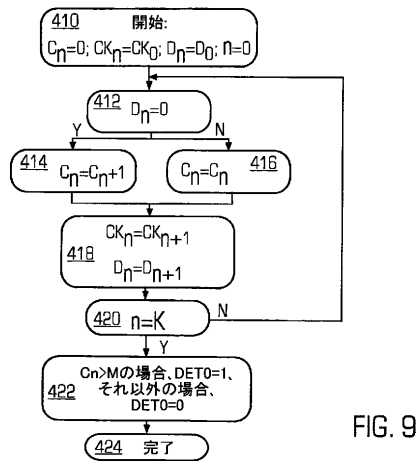 410 開始:
Cn=0; CKn=CK0; Dn=D0; n=0
412 Dn=0
Y N
414 Cn=Cn+1
Cn=Cn 416
CKn=CKn+1
418
Dn=Dn+1
420 n=K N
Y
Cn>Mの場合、DET0=1、
それ以外の場合、
422 DET0=0
424 完了
FIG. 9